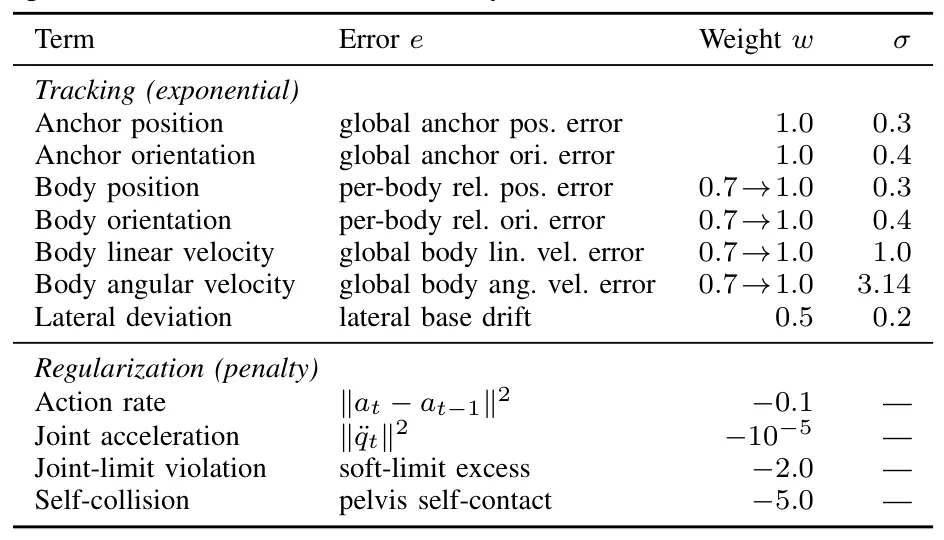 Term Error e Weight w σ
Tracking (exponential)
Anchor position global anchor pos. error 1.0 0.3
Anchor orientation global anchor ori. error 1.0 0.4
Body position per-body rel. pos. error 0.7→1.0 0.3
Body orientation per-body rel. ori. error 0.7→1.0 0.4
Body linear velocity global body lin. vel. error 0.7→1.0 1.0
Body angular velocity global body ang. vel. error 0.7→1.0 3.14
Lateral deviation lateral base drift 0.5 0.2
Regularization (penalty)
Action rate ‖aₜ − aₜ₋₁‖² −0.1 —
Joint acceleration ‖q̈ₜ‖² −10⁻⁵ —
Joint-limit violation soft-limit excess −2.0 —
Self-collision pelvis self-contact −5.0 —